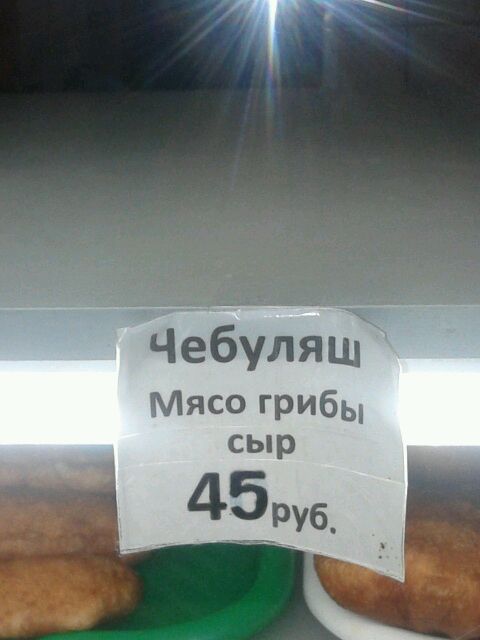 Чебуляш
Мясо грибы
сыр
45руб.